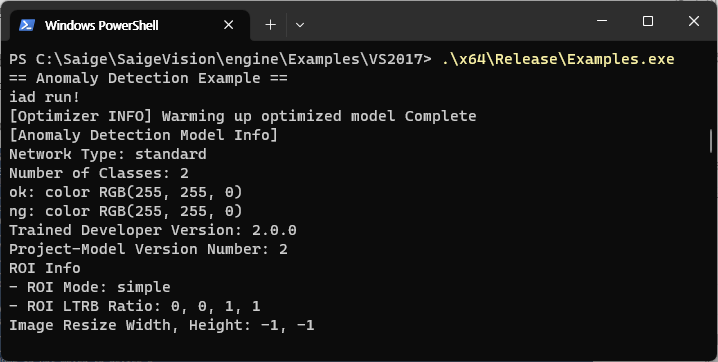 Windows PowerShell
PS C:\Saige\SaigeVision\engine\Examples\VS2017> .\x64\Release\Examples.exe
== Anomaly Detection Example ==
iad run!
[Optimizer INFO] Warming up optimized model Complete
[Anomaly Detection Model Info]
Network Type: standard
Number of Classes: 2
ok: color RGB(255, 255, 0)
ng: color RGB(255, 255, 0)
Trained Developer Version: 2.0.0
Project-Model Version Number: 2
ROI Info
- ROI Mode: simple
- ROI LTRB Ratio: 0, 0, 1, 1
Image Resize Width, Height: -1, -1